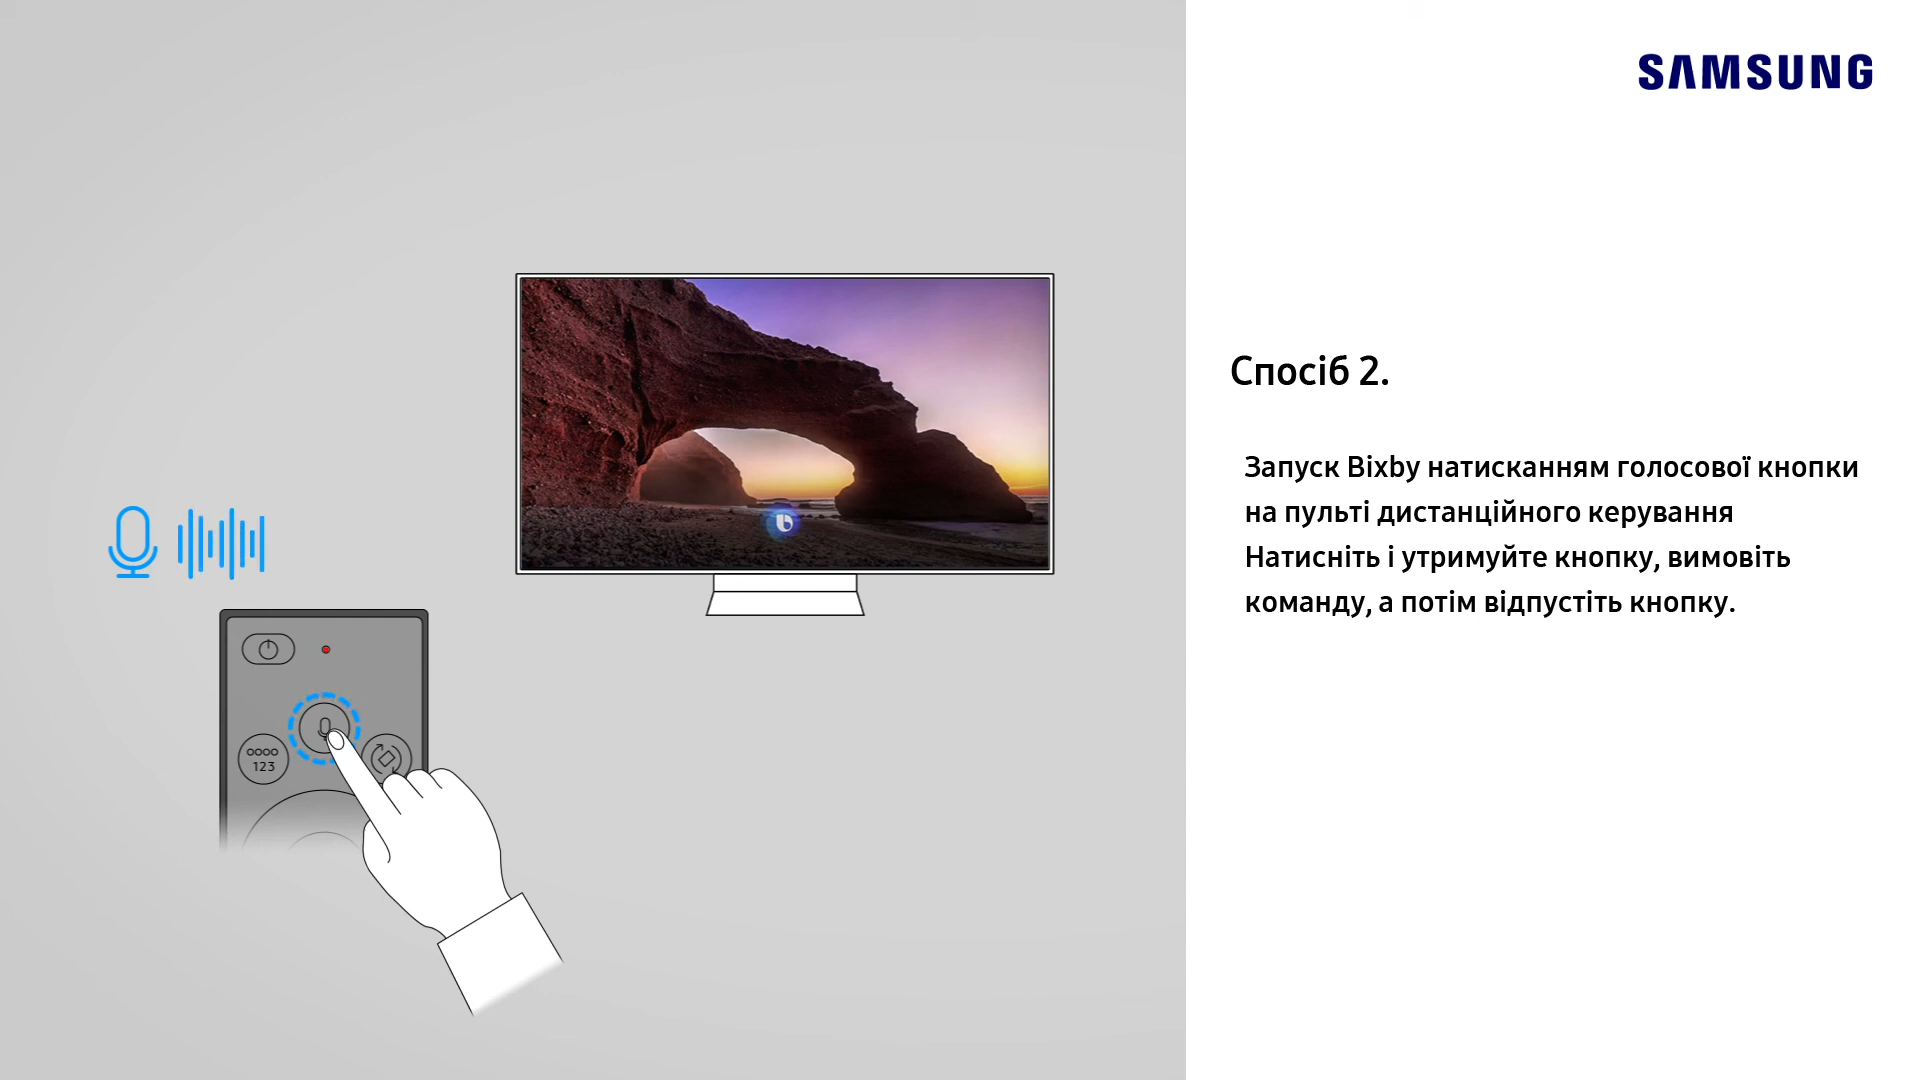 SAMSUNG
Спосіб 2.
Запуск Bixby натисканням голосової кнопки
на пульті дистанційного керування
Натисніть і утримуйте кнопку, вимовіть
команду, а потім відпустіть кнопку.
123